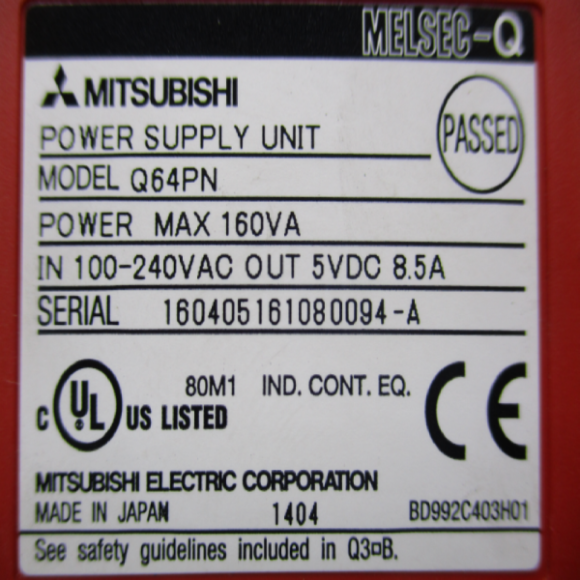 MELSEC-Q
MITSUBISHI
POWER SUPPLY UNIT
PASSED
MODEL Q64PN
POWER MAX 160VA
IN 100-240VAC OUT 5VDC 8.5A
SERIAL 160405161080094-A
80M1 IND. CONT. EQ.
C UL US LISTED
CE
MITSUBISHI ELECTRIC CORPORATION
MADE IN JAPAN 1404 BD992C403H01
See safety guidelines included in Q3¤B.